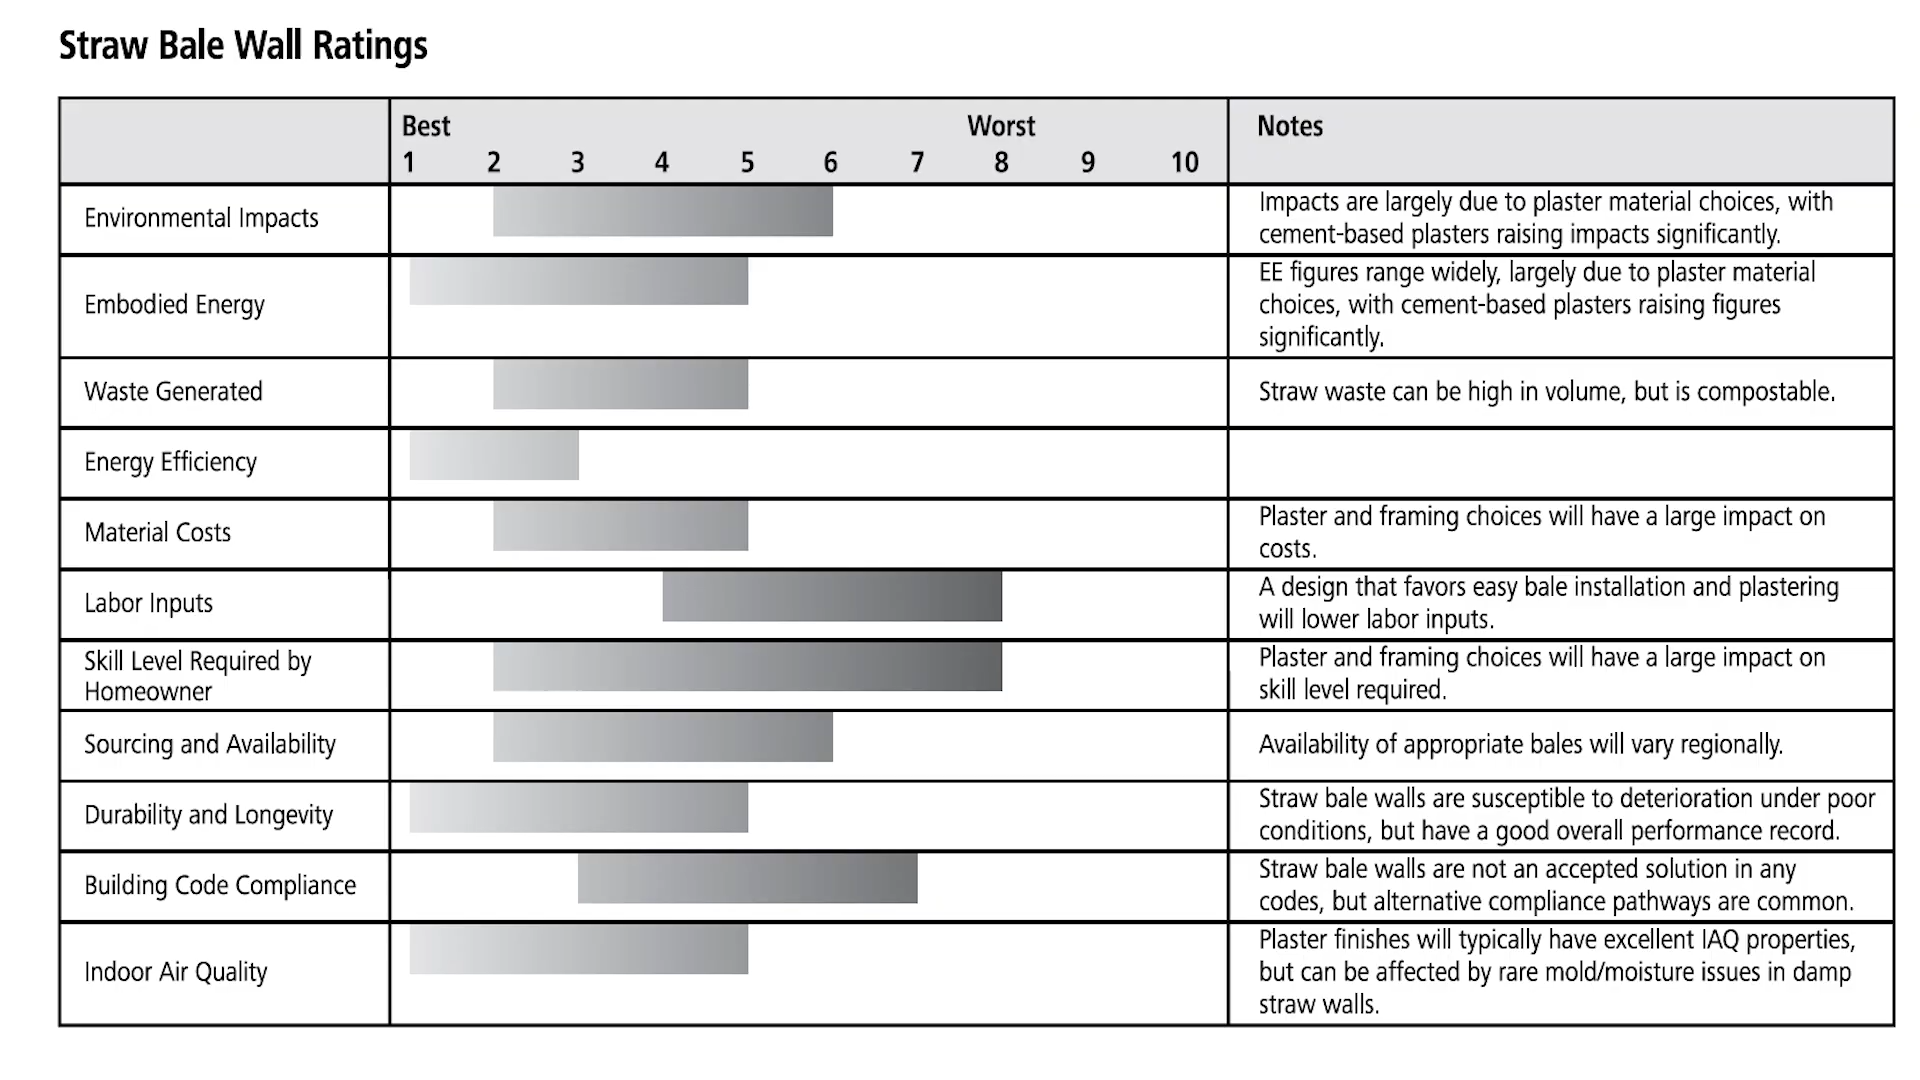 Straw Bale Wall Ratings
Best Worst Notes
1 2 3 4 5 6 7 8 9 10
Environmental Impacts
Impacts are largely due to plaster material choices, with
cement-based plasters raising impacts significantly.
Embodied Energy
EE figures range widely, largely due to plaster material
choices, with cement-based plasters raising figures
significantly.
Waste Generated
Straw waste can be high in volume, but is compostable.
Energy Efficiency
Material Costs
Plaster and framing choices will have a large impact on
costs.
Labor Inputs
A design that favors easy bale installation and plastering
will lower labor inputs.
Skill Level Required by
Homeowner
Plaster and framing choices will have a large impact on
skill level required.
Sourcing and Availability
Availability of appropriate bales will vary regionally.
Durability and Longevity
Straw bale walls are susceptible to deterioration under poor
conditions, but have a good overall performance record.
Building Code Compliance
Straw bale walls are not an accepted solution in any
codes, but alternative compliance pathways are common.
Indoor Air Quality
Plaster finishes will typically have excellent IAQ properties,
but can be affected by rare mold/moisture issues in damp
straw walls.